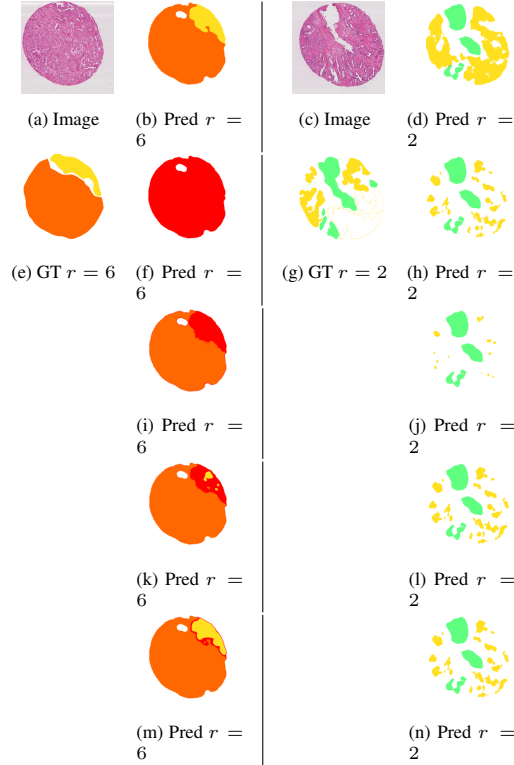 (a) Image
(b) Pred r =
6
(c) Image
(d) Pred r =
2
(e) GT r = 6
(f) Pred r =
6
(g) GT r = 2
(h) Pred r =
2
(i) Pred r =
6
(j) Pred r =
2
(k) Pred r =
6
(l) Pred r =
2
(m) Pred r =
6
(n) Pred r =
2